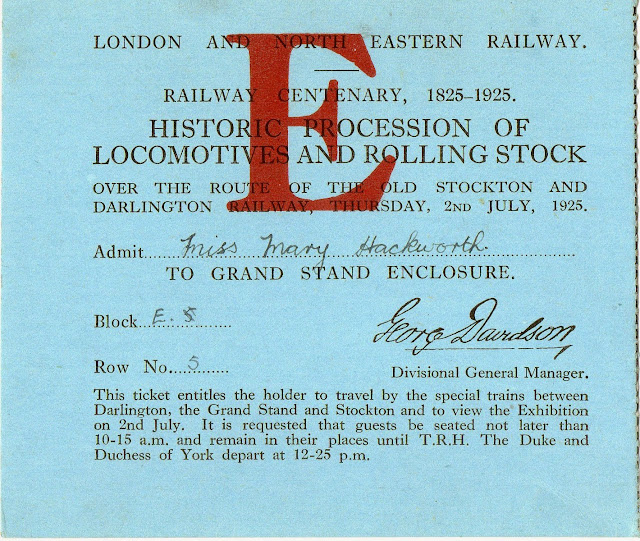 LONDON AND NORTH EASTERN RAILWAY.
RAILWAY CENTENARY, 1825-1925.
HISTORIC PROCESSION OF
LOCOMOTIVES AND ROLLING STOCK
OVER THE ROUTE OF THE OLD STOCKTON AND
DARLINGTON RAILWAY, THURSDAY, 2ND JULY, 1925.
E
Admit Miss Mary Hackworth
TO GRAND STAND ENCLOSURE.
Block E. 5
George Davidson
Row No. 5
Divisional General Manager.
This ticket entitles the holder to travel by the special trains between
Darlington, the Grand Stand and Stockton and to view the Exhibition
on 2nd July. It is requested that guests be seated not later than
10-15 a.m. and remain in their places until T.R.H. The Duke and
Duchess of York depart at 12-25 p.m.